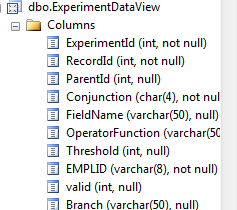 dbo.ExperimentDataView
Columns
ExperimentId (int, not null)
RecordId (int, not null)
ParentId (int, null)
Conjunction (char(4), not null)
FieldName (varchar(50), null)
OperatorFunction (varchar(50
Threshold (int, null)
EMPLID (varchar(8), not null)
valid (int, null)
Branch (varchar(50), null)